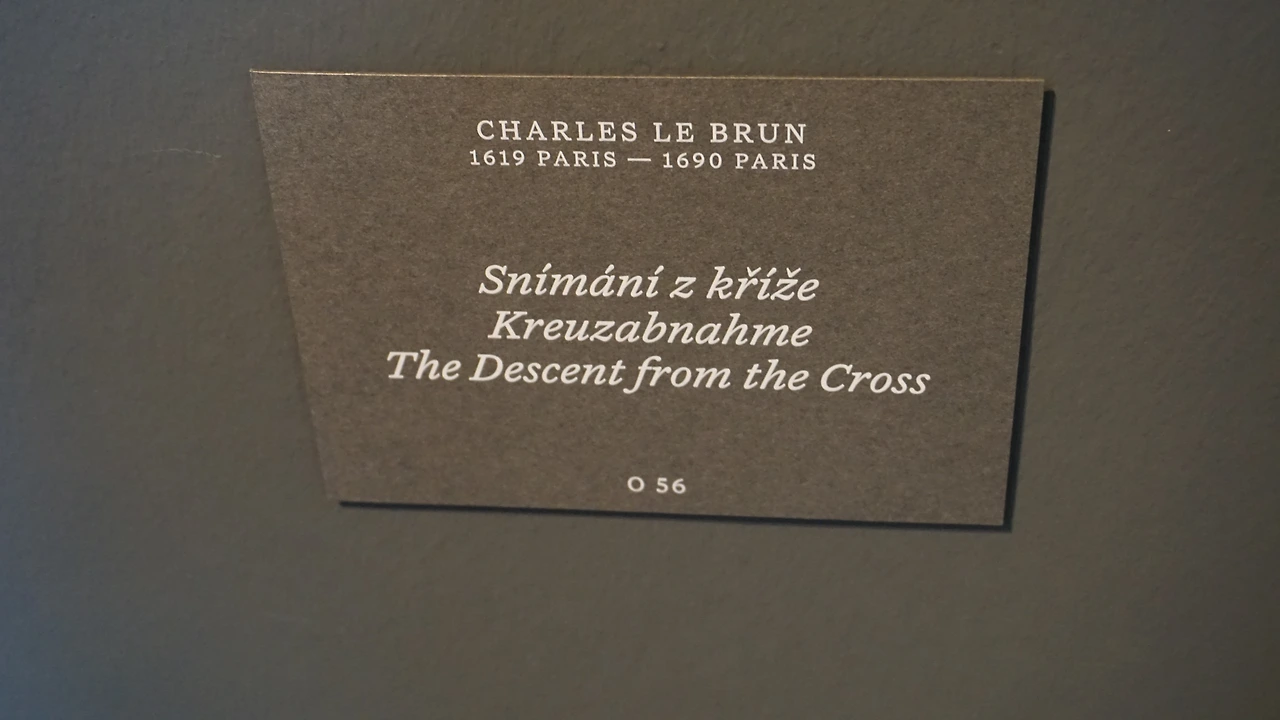 CHARLES LE BRUN
1619 PARIS — 1690 PARIS
Snímání z kříže
Kreuzabnahme
The Descent from the Cross
O 56